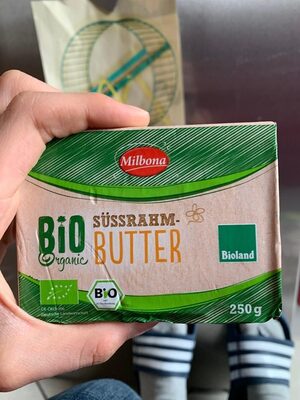 Milbona
BIO
Organic
SÜSSRAHM-
BUTTER
Bioland
BiO
250g